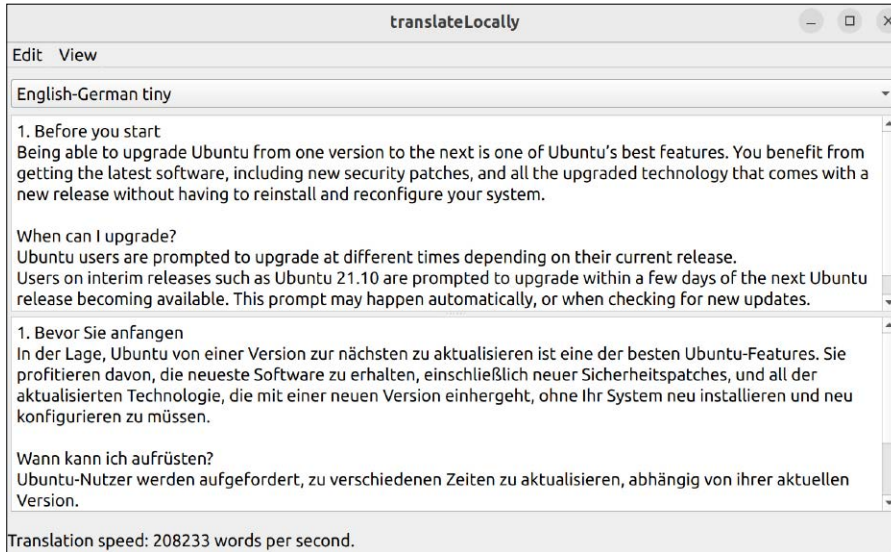 translateLocally
Edit View
English-German tiny
1. Before you start
Being able to upgrade Ubuntu from one version to the next is one of Ubuntu's best features. You benefit from
getting the latest software, including new security patches, and all the upgraded technology that comes with a
new release without having to reinstall and reconfigure your system.
When can I upgrade?
Ubuntu users are prompted to upgrade at different times depending on their current release.
Users on interim releases such as Ubuntu 21.10 are prompted to upgrade within a few days of the next Ubuntu
release becoming available. This prompt may happen automatically, or when checking for new updates.
1. Bevor Sie anfangen
In der Lage, Ubuntu von einer Version zur nächsten zu aktualisieren ist eine der besten Ubuntu-Features. Sie
profitieren davon, die neueste Software zu erhalten, einschließlich neuer Sicherheitspatches, und all der
aktualisierten Technologie, die mit einer neuen Version einhergeht, ohne Ihr System neu installieren und neu
konfigurieren zu müssen.
Wann kann ich aufrüsten?
Ubuntu-Nutzer werden aufgefordert, zu verschiedenen Zeiten zu aktualisieren, abhängig von ihrer aktuellen
Version.
Translation speed: 208233 words per second.